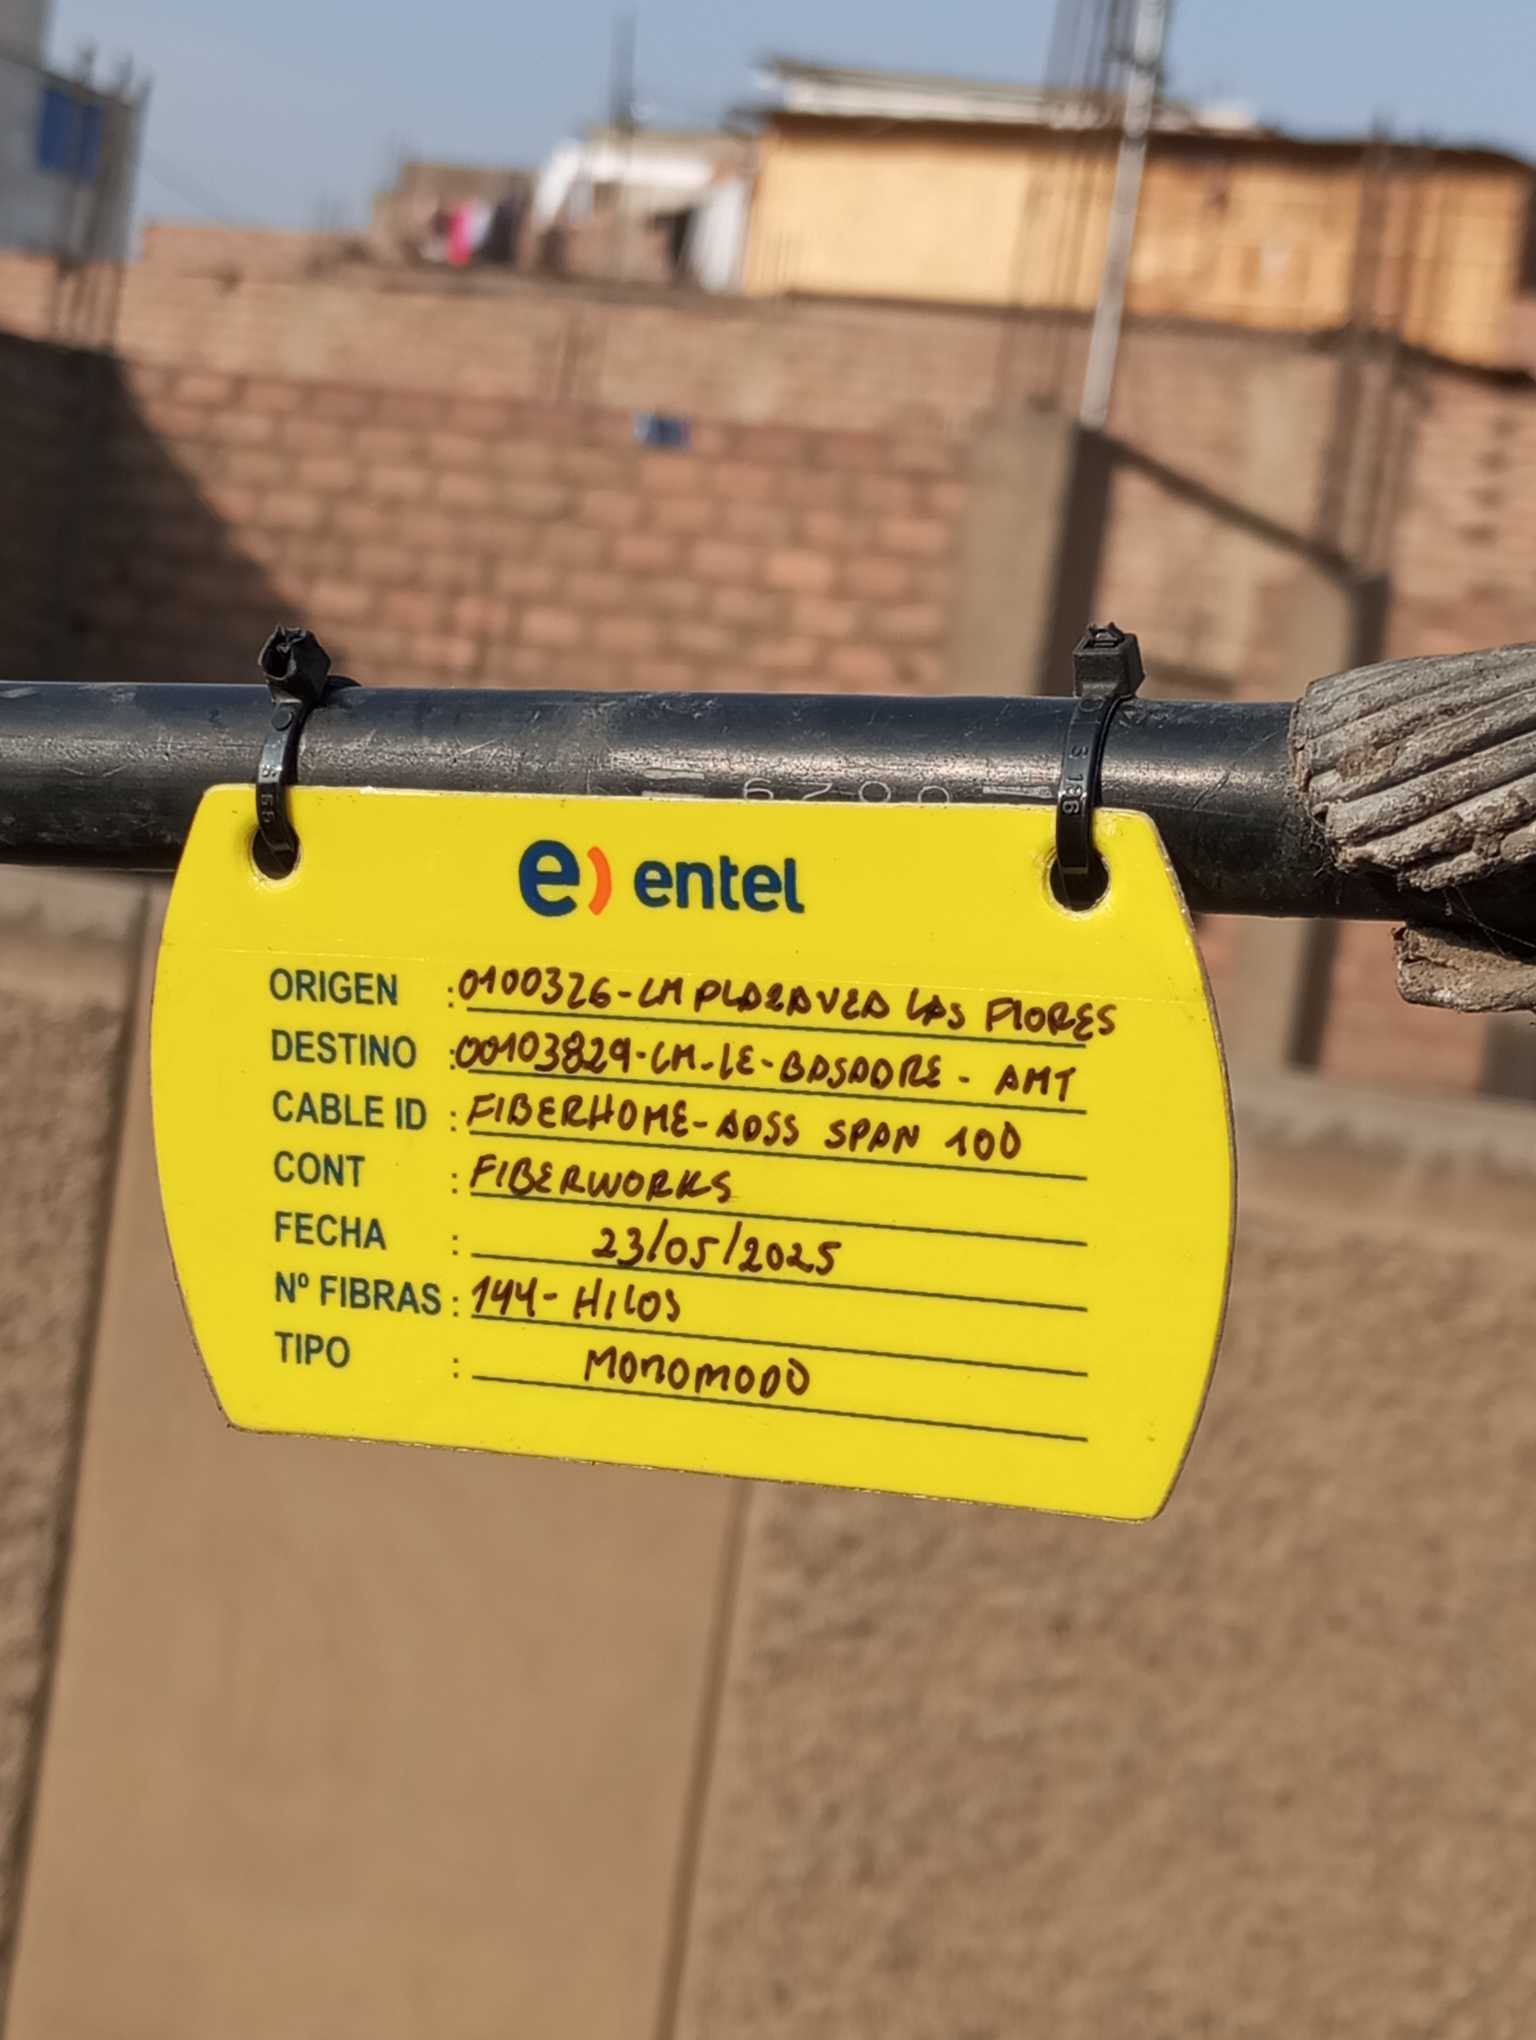 e) entel
ORIGEN : 0100326-LM PLAZAVEA LAS FLORES
DESTINO : 00103829-LM-LE-BASADRE - AMT
CABLE ID : FIBERHOME-ADSS SPAN 100
CONT : FIBERWORKS
FECHA : 23/05/2025
Nº FIBRAS : 144- HILOS
TIPO : MONOMODO